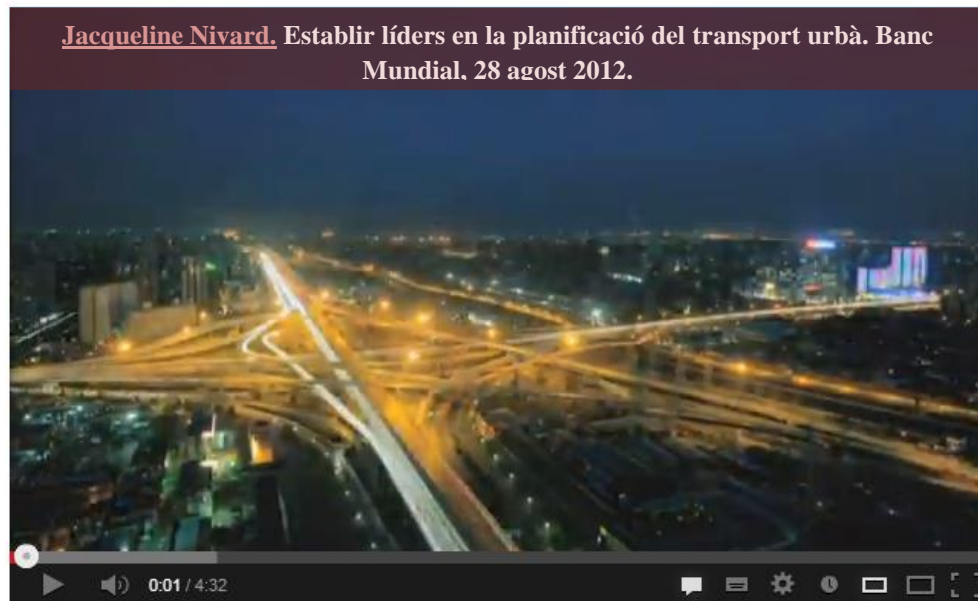 Jacqueline Nivard. Establir líders en la planificació del transport urbà. Banc
Mundial, 28 agost 2012.
0:01 / 4:32